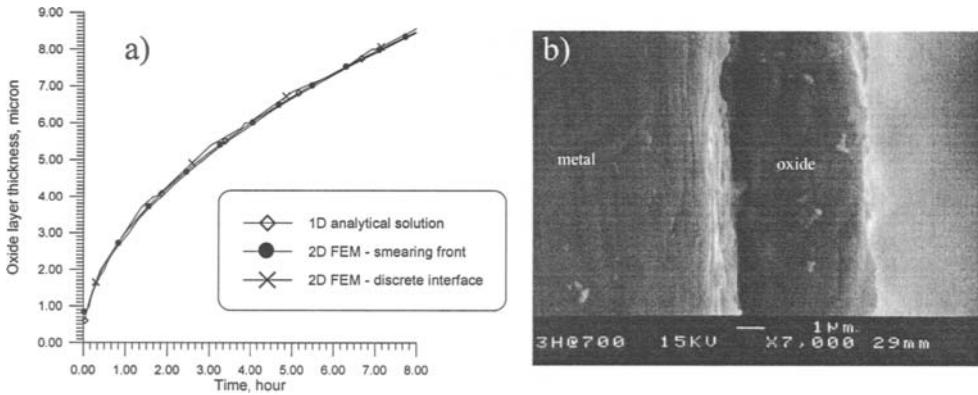 a)
Oxide layer thickness, micron
9.00
8.00
7.00
6.00
5.00
4.00
3.00
2.00
1.00
0.00
0.00 1.00 2.00 3.00 4.00 5.00 6.00 7.00 8.00
Time, hour
1D analytical solution
2D FEM - smearing front
2D FEM - discrete interface
b)
metal
oxide
1μm.
3H@700 15KV X7,000 29mm